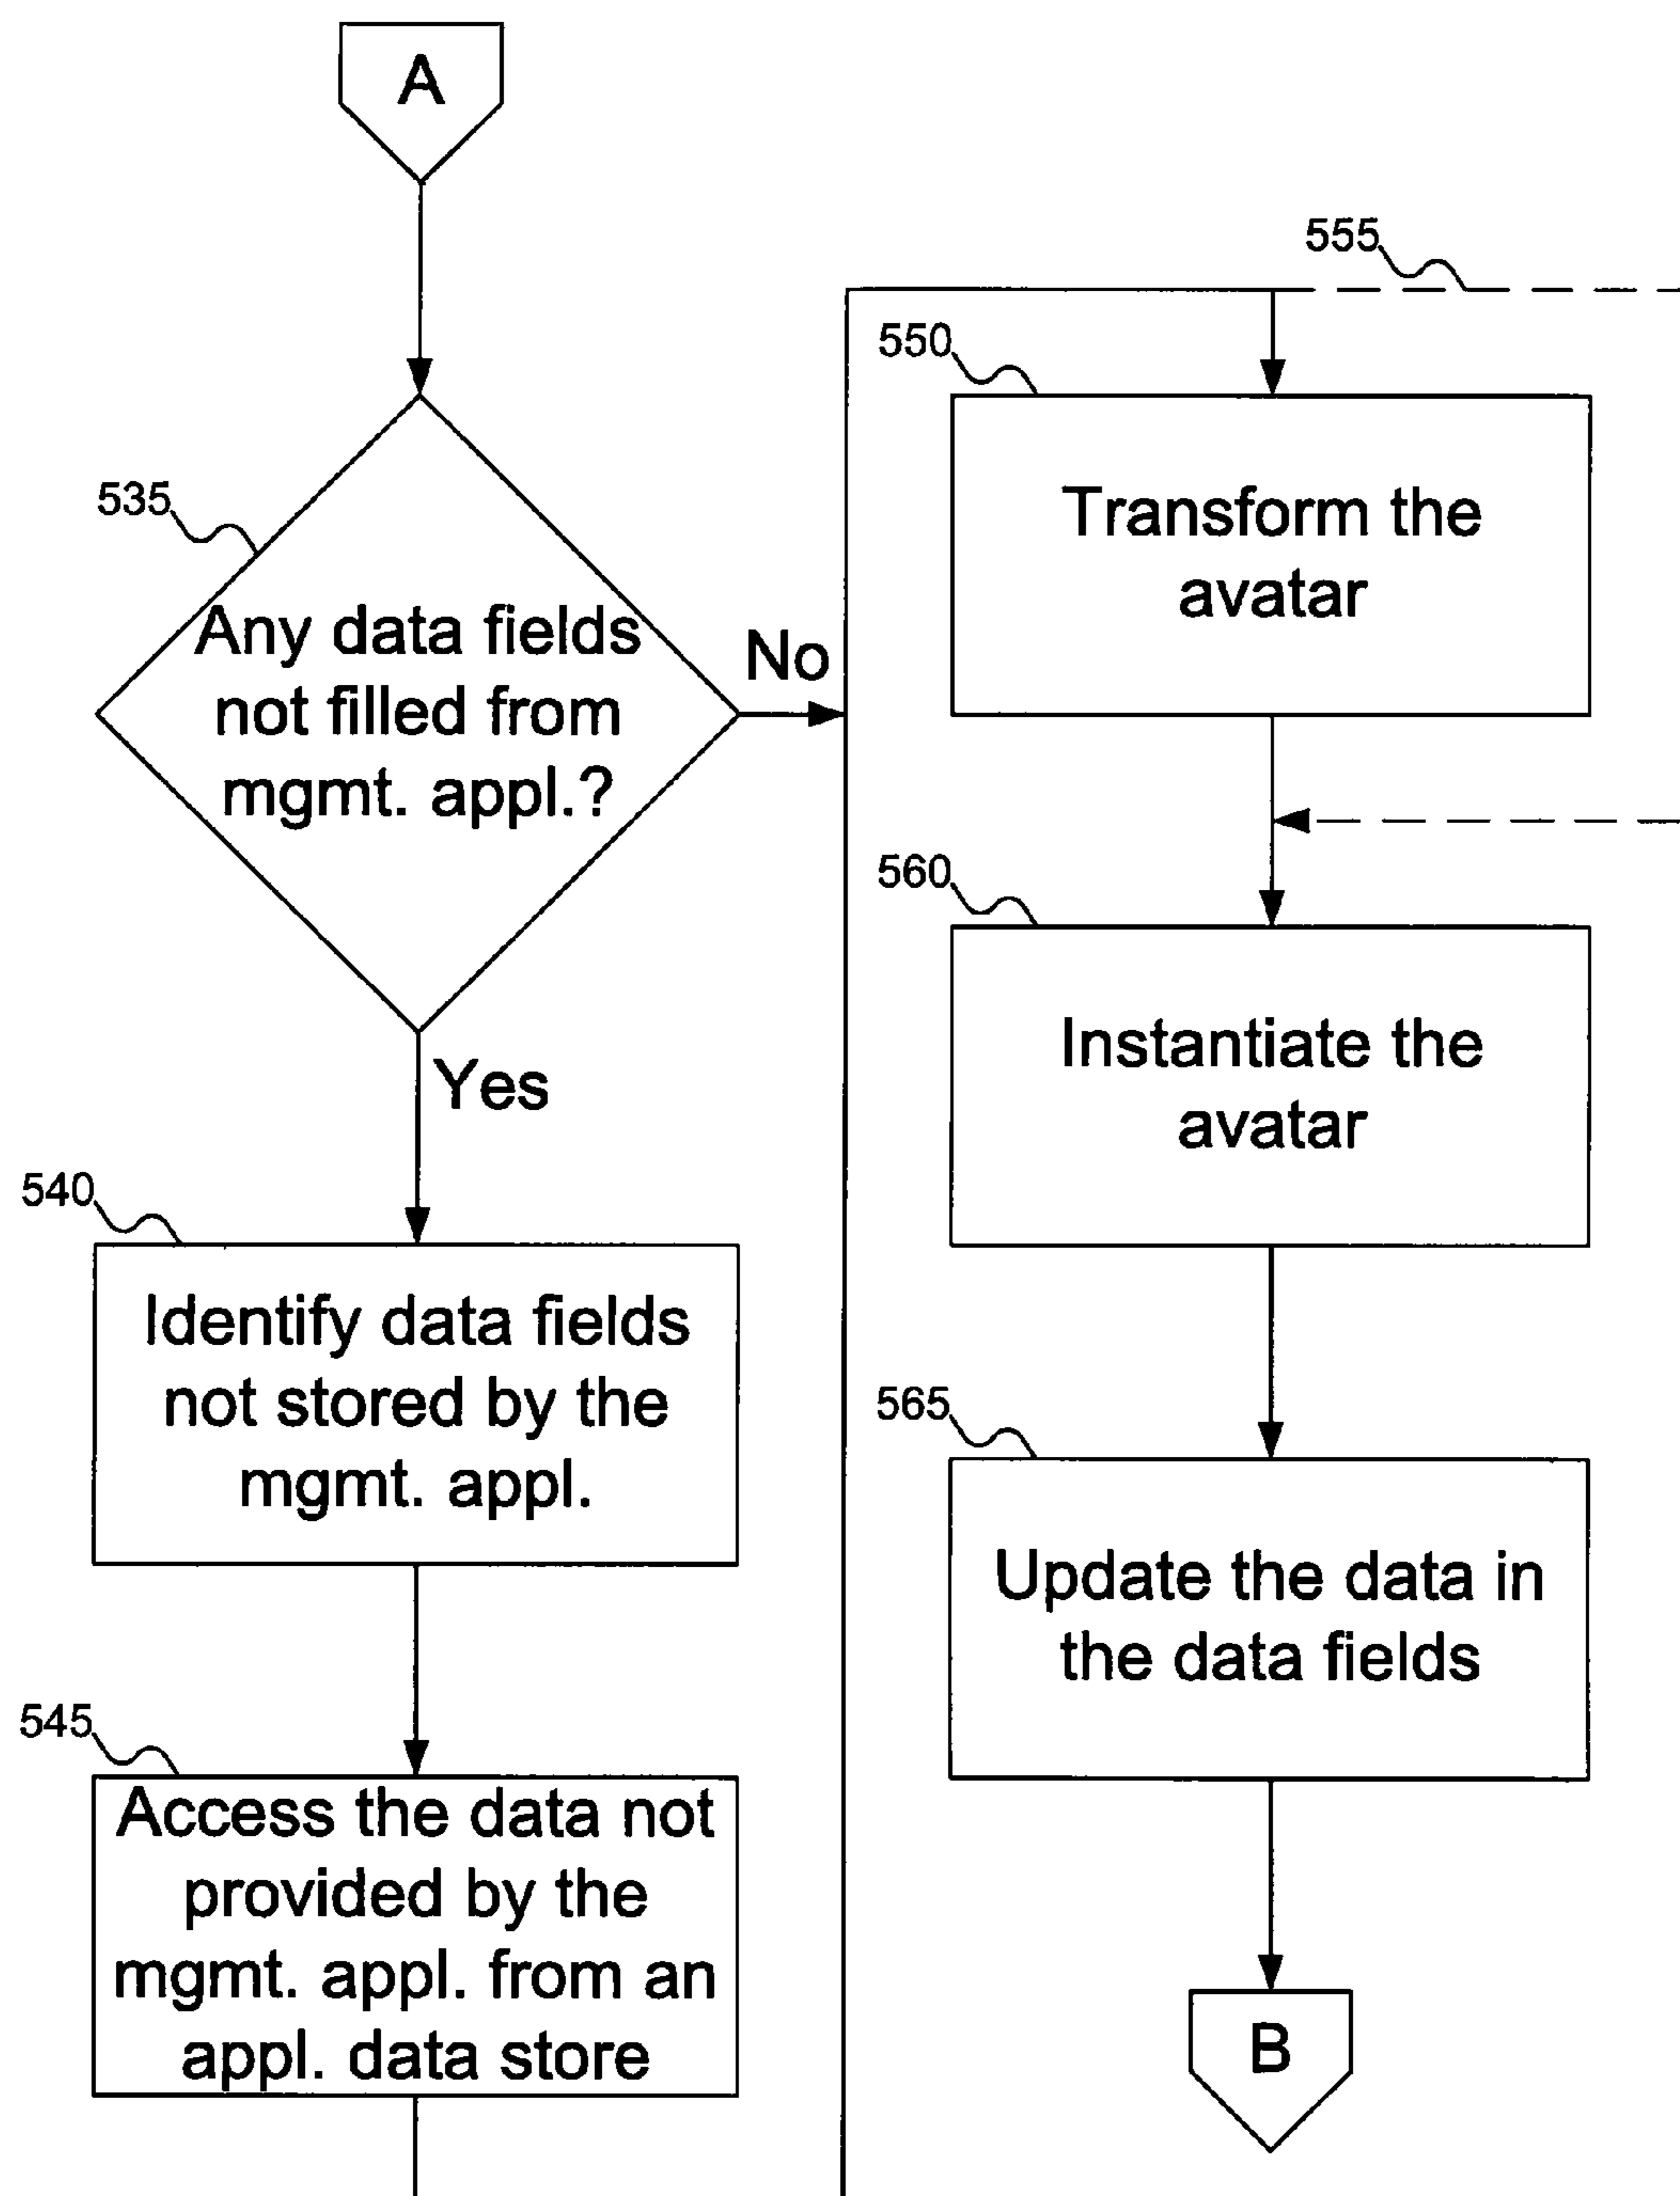 A
535
Any data fields
not filled from
mgmt. appl.?
No
Yes
540
Identify data fields
not stored by the
mgmt. appl.
545
Access the data not
provided by the
mgmt. appl. from an
appl. data store
555
550
Transform the
avatar
560
Instantiate the
avatar
565
Update the data in
the data fields
B